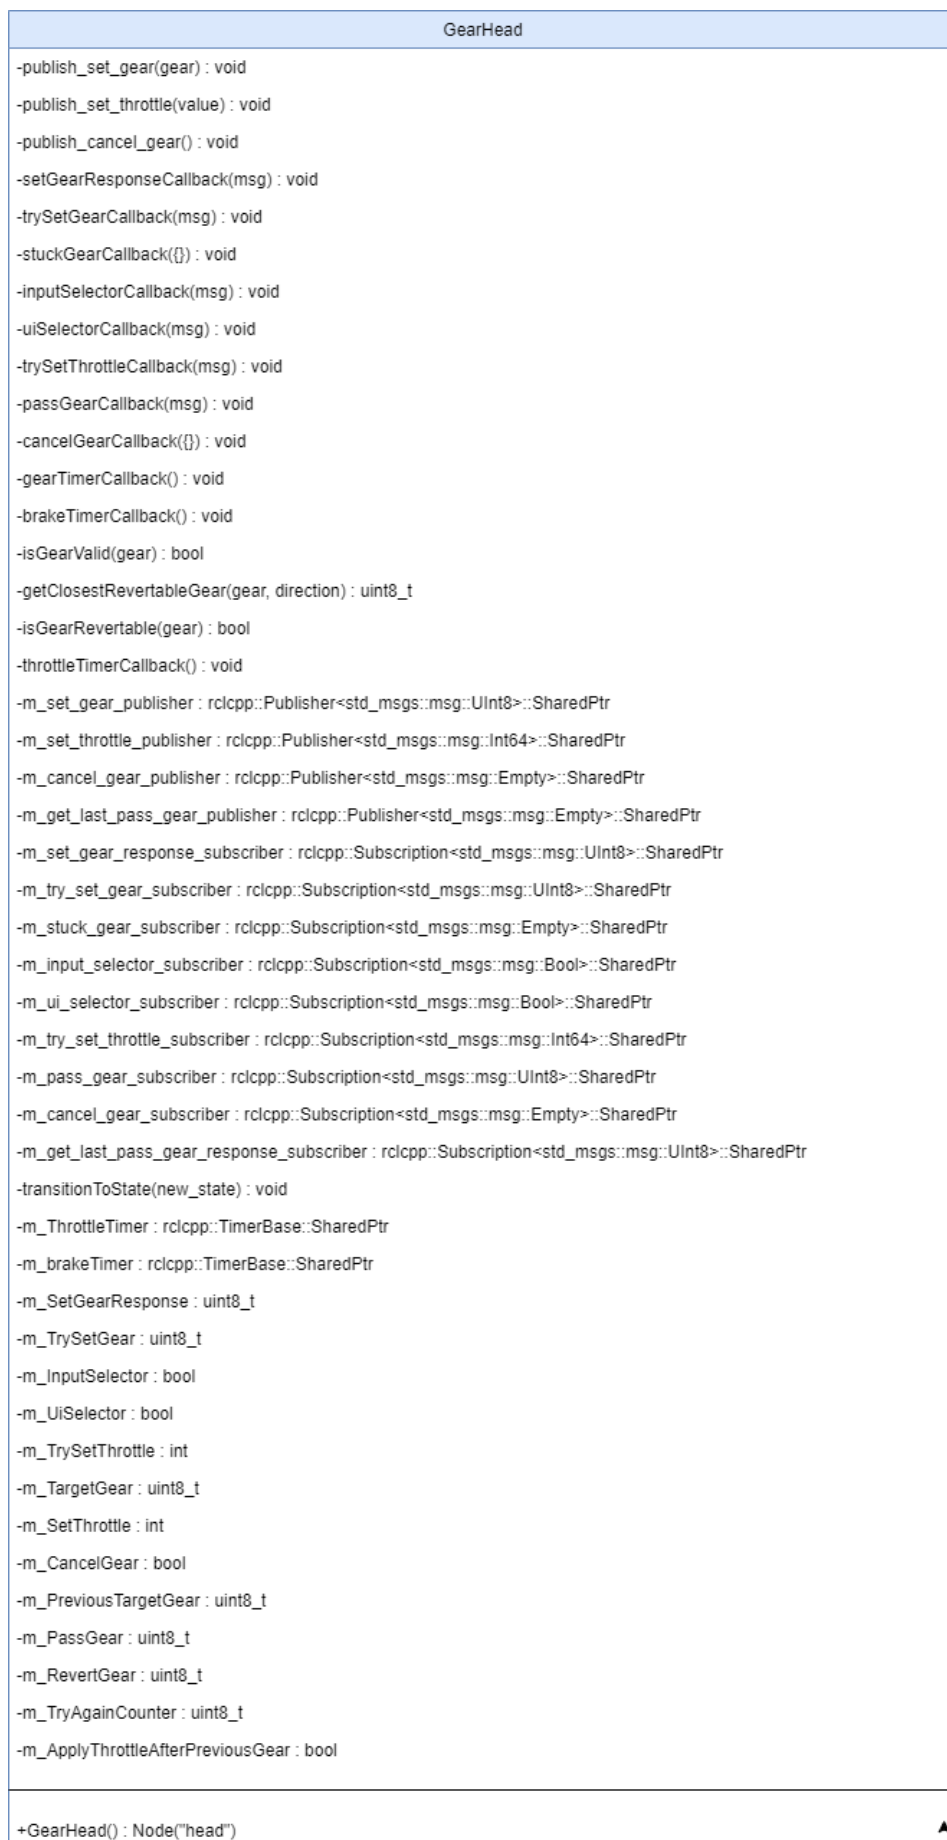 GearHead
-publish_set_gear(gear) : void
-publish_set_throttle(value) : void
-publish_cancel_gear() : void
-setGearResponseCallback(msg) : void
-trySetGearCallback(msg) : void
-stuckGearCallback({}) : void
-inputSelectorCallback(msg) : void
-uiSelectorCallback(msg) : void
-trySetThrottleCallback(msg) : void
-passGearCallback(msg) : void
-cancelGearCallback({}) : void
-gearTimerCallback() : void
-brakeTimerCallback() : void
-isGearValid(gear) : bool
-getClosestRevertableGear(gear, direction) : uint8_t
-isGearRevertable(gear) : bool
-throttleTimerCallback() : void
-m_set_gear_publisher : rclcpp::Publisher<std_msgs::msg::UInt8>::SharedPtr
-m_set_throttle_publisher : rclcpp::Publisher<std_msgs::msg::Int64>::SharedPtr
-m_cancel_gear_publisher : rclcpp::Publisher<std_msgs::msg::Empty>::SharedPtr
-m_get_last_pass_gear_publisher : rclcpp::Publisher<std_msgs::msg::Empty>::SharedPtr
-m_set_gear_response_subscriber : rclcpp::Subscription<std_msgs::msg::UInt8>::SharedPtr
-m_try_set_gear_subscriber : rclcpp::Subscription<std_msgs::msg::UInt8>::SharedPtr
-m_stuck_gear_subscriber : rclcpp::Subscription<std_msgs::msg::Empty>::SharedPtr
-m_input_selector_subscriber : rclcpp::Subscription<std_msgs::msg::Bool>::SharedPtr
-m_ui_selector_subscriber : rclcpp::Subscription<std_msgs::msg::Bool>::SharedPtr
-m_try_set_throttle_subscriber : rclcpp::Subscription<std_msgs::msg::Int64>::SharedPtr
-m_pass_gear_subscriber : rclcpp::Subscription<std_msgs::msg::UInt8>::SharedPtr
-m_cancel_gear_subscriber : rclcpp::Subscription<std_msgs::msg::Empty>::SharedPtr
-m_get_last_pass_gear_response_subscriber : rclcpp::Subscription<std_msgs::msg::UInt8>::SharedPtr
-transitionToState(new_state) : void
-m_ThrottleTimer : rclcpp::TimerBase::SharedPtr
-m_brakeTimer : rclcpp::TimerBase::SharedPtr
-m_SetGearResponse : uint8_t
-m_TrySetGear : uint8_t
-m_InputSelector : bool
-m_UiSelector : bool
-m_TrySetThrottle : int
-m_TargetGear : uint8_t
-m_SetThrottle : int
-m_CancelGear : bool
-m_PreviousTargetGear : uint8_t
-m_PassGear : uint8_t
-m_RevertGear : uint8_t
-m_TryAgainCounter : uint8_t
-m_ApplyThrottleAfterPreviousGear : bool
+GearHead() : Node("head")